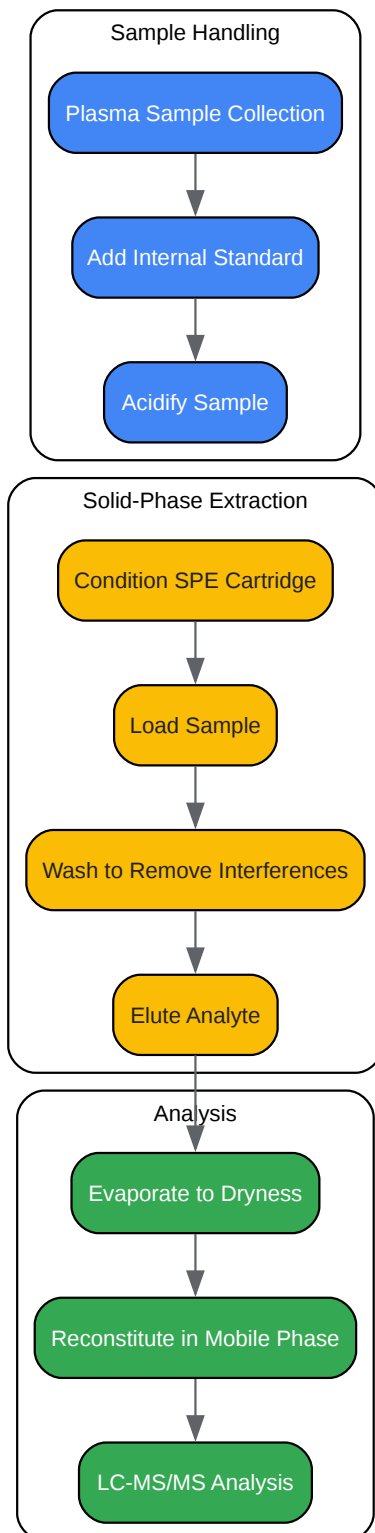 Sample Handling
Plasma Sample Collection
Add Internal Standard
Acidify Sample
Solid-Phase Extraction
Condition SPE Cartridge
Load Sample
Wash to Remove Interferences
Elute Analyte
Analysis
Evaporate to Dryness
Reconstitute in Mobile Phase
LC-MS/MS Analysis